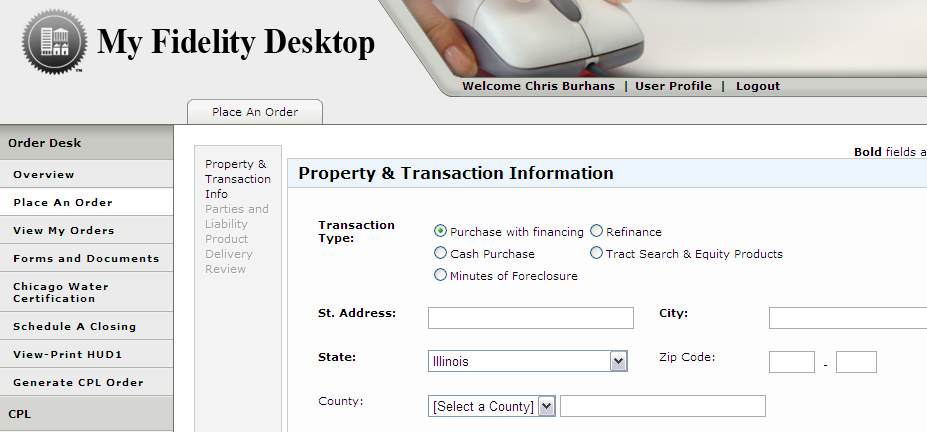 My Fidelity Desktop
TM
Welcome Chris Burhans | User Profile | Logout
Place An Order
Order Desk
Overview
Place An Order
View My Orders
Forms and Documents
Chicago Water
Certification
Schedule A Closing
View-Print HUD1
Generate CPL Order
CPL
Property &
Transaction
Info
Parties and
Liability
Product
Delivery
Review
Bold fields a
Property & Transaction Information
Transaction
Type:
Purchase with financing
Refinance
Cash Purchase
Tract Search & Equity Products
Minutes of Foreclosure
St. Address:
City:
State:
Illinois
Zip Code:
-
County:
[Select a County]